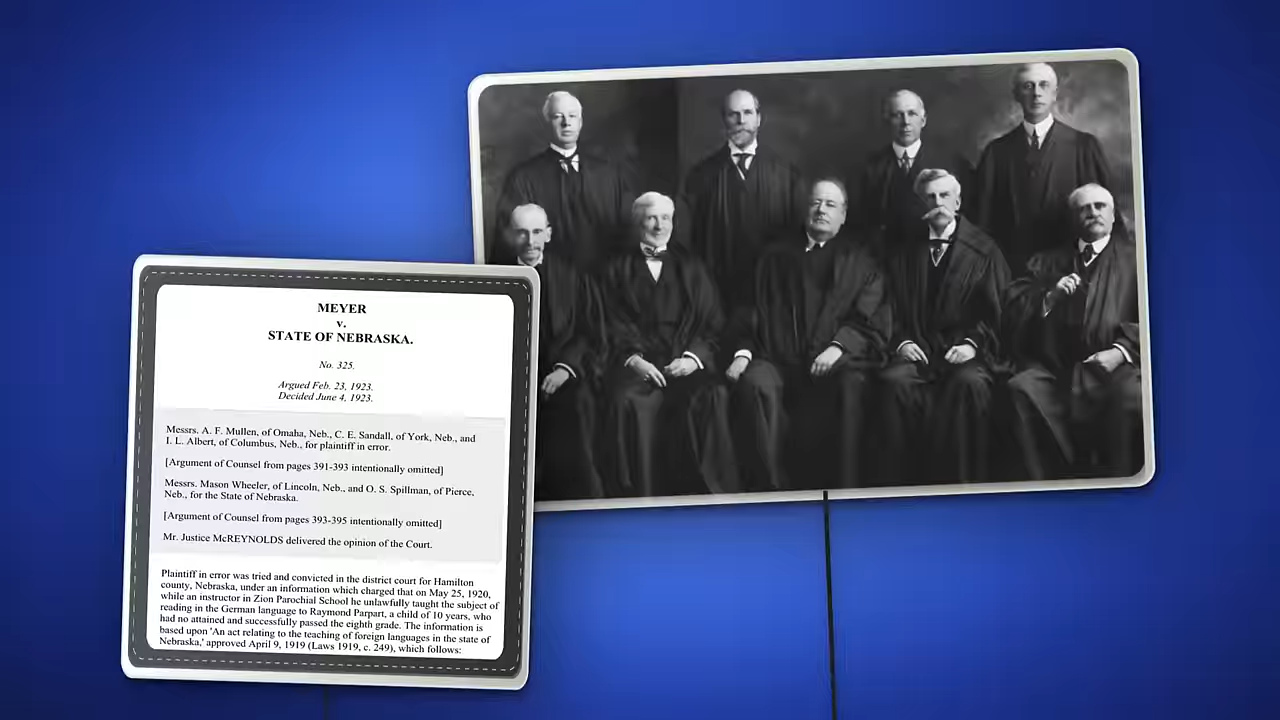 MEYER
v.
STATE OF NEBRASKA.
No. 325.
Argued Feb. 23, 1923.
Decided June 4, 1923.
Messrs. A. F. Mullen, of Omaha, Neb., C. E. Sandall, of York, Neb., and
I. L. Albert, of Columbus, Neb., for plaintiff in error.
[Argument of Counsel from pages 391-393 intentionally omitted]
Messrs. Mason Wheeler, of Lincoln, Neb., and O. S. Spillman, of Pierce,
Neb., for the State of Nebraska.
[Argument of Counsel from pages 393-395 intentionally omitted]
Mr. Justice McREYNOLDS delivered the opinion of the Court.
Plaintiff in error was tried and convicted in the district court for Hamilton
county, Nebraska, under an information which charged that on May 25, 1920,
while an instructor in Zion Parochial School he unlawfully taught the subject of
reading in the German language to Raymond Parpart, a child of 10 years, who
had no attained and successfully passed the eighth grade. The information is
based upon 'An act relating to the teaching of foreign languages in the state of
Nebraska,' approved April 9, 1919 (Laws 1919, c. 249), which follows: